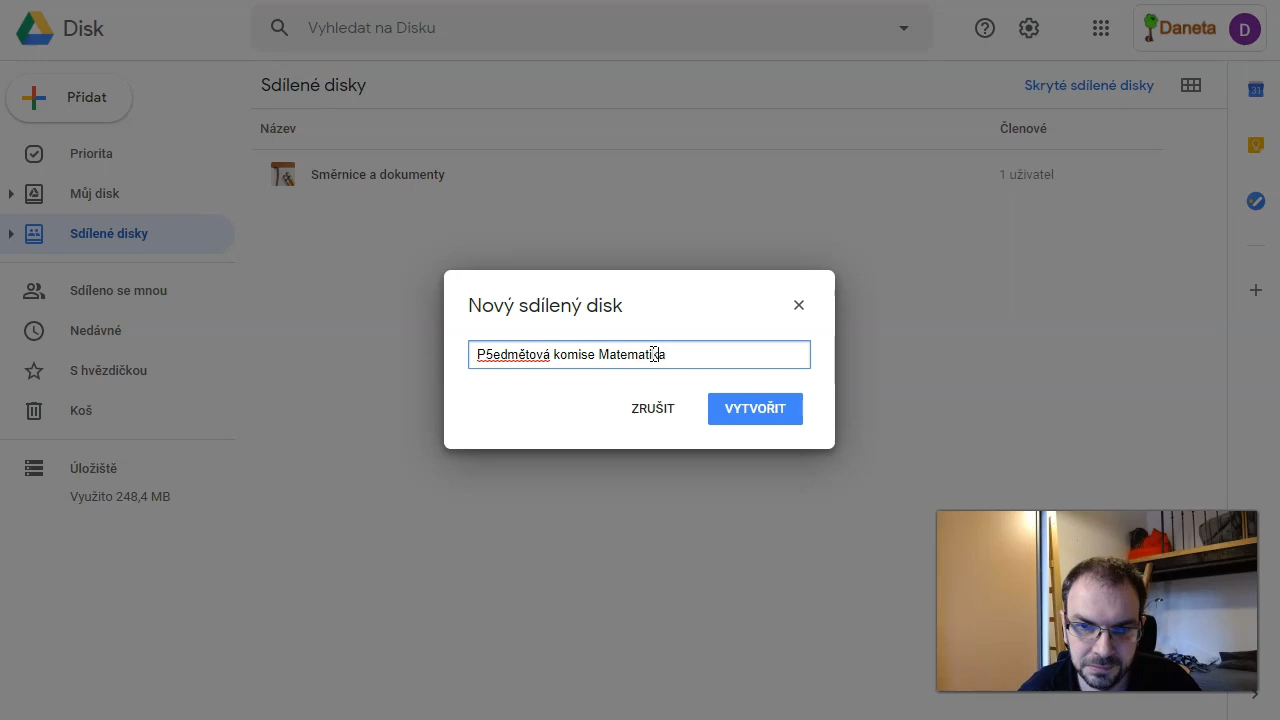 Disk
Vyhledat na Disku
Daneta
D
Přidat
Sdílené disky
Skryté sdílené disky
31
Název
Členové
Priorita
Směrnice a dokumenty
1 uživatel
Můj disk
Sdílené disky
Sdíleno se mnou
Nový sdílený disk
Nedávné
P5edmětová komise Matematika
S hvězdičkou
Koš
ZRUŠIT
VYTVOŘIT
Úložiště
Využito 248,4 MB